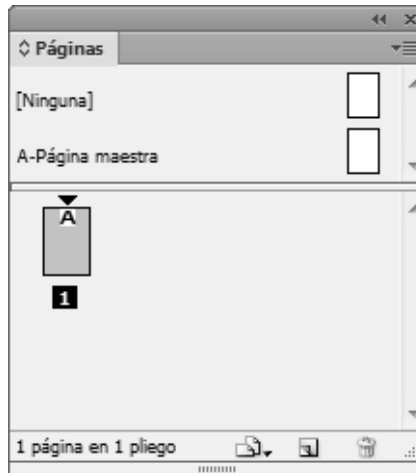 Páginas
[Ninguna]
A-Página maestra
A
1
1 página en 1 pliego